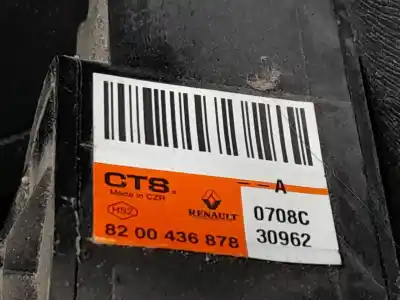 CTS. --A
Made in CZR
HSZ RENAULT 0708C
82 00 436 878 30962